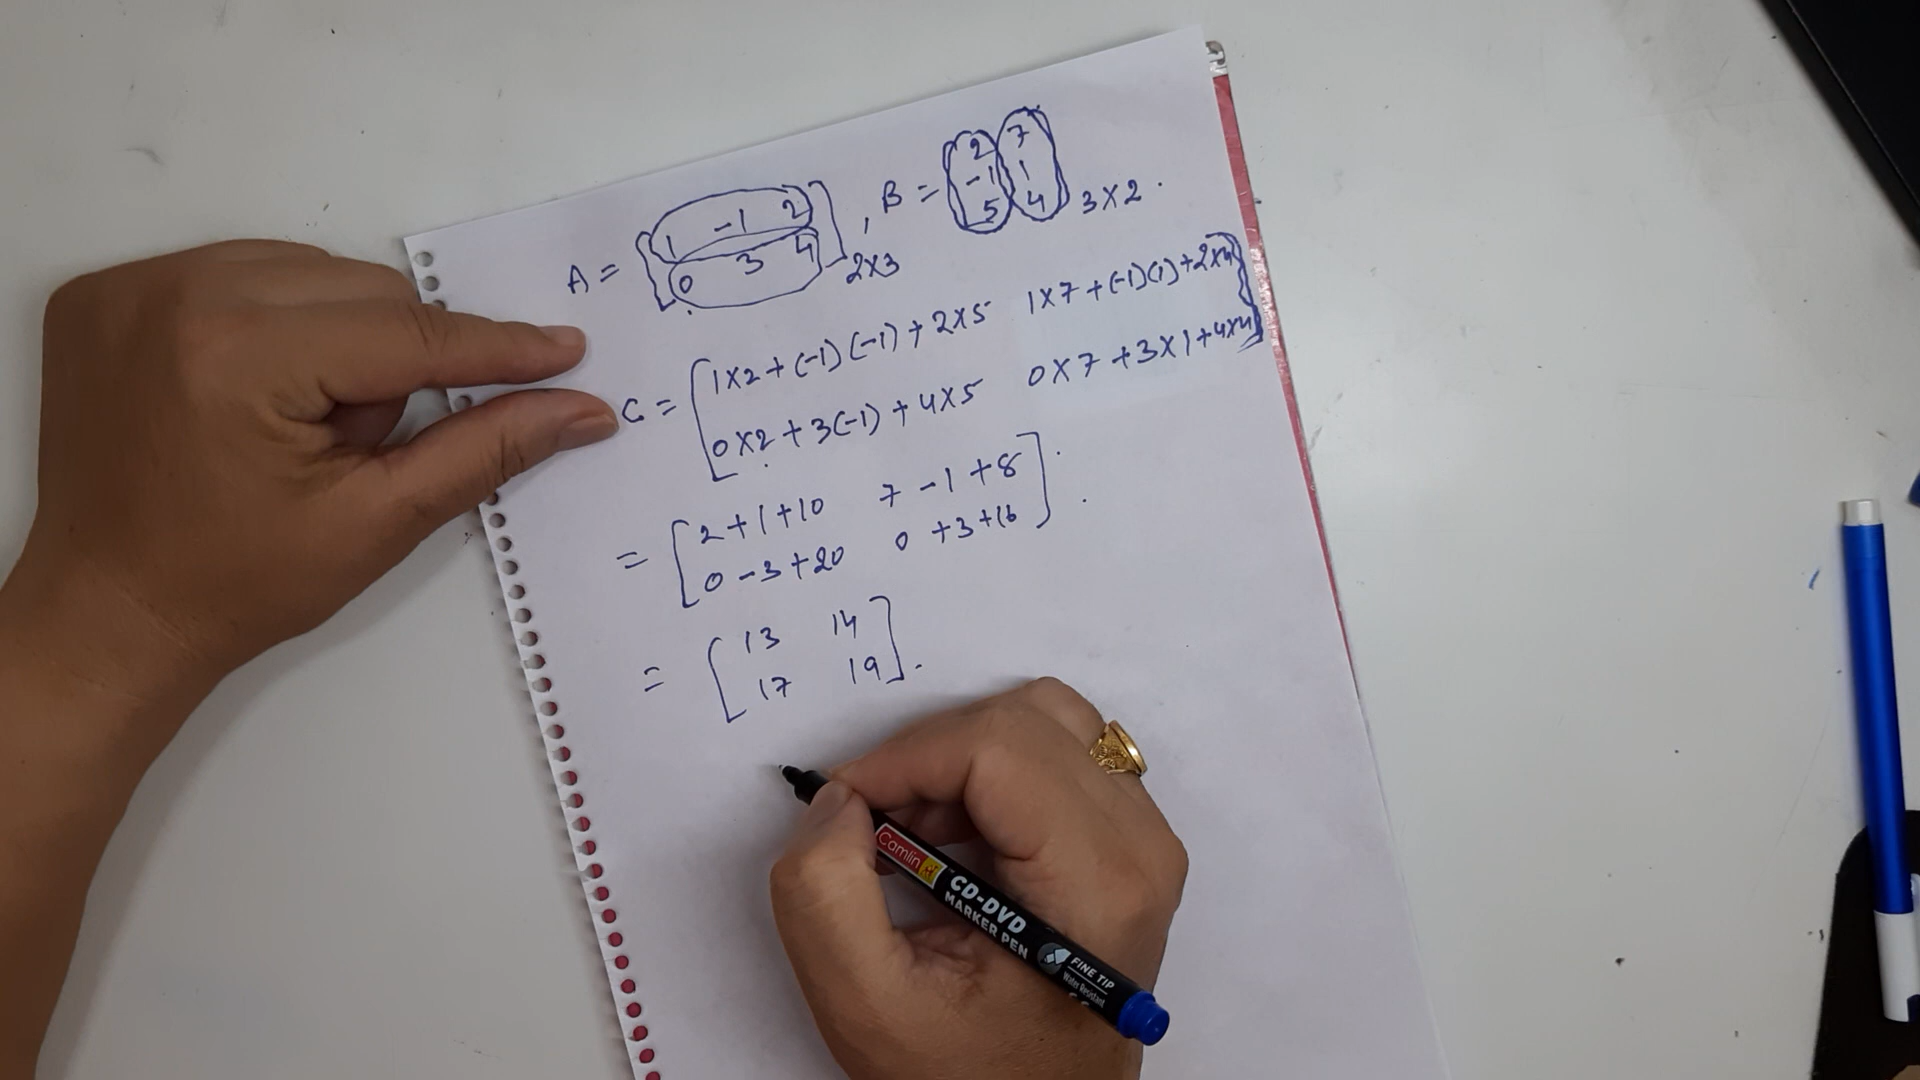 A = [ 1 -1 2 , B = [ 2 7
0 3 4 ] 2X3 -1 1
5 4 ] 3X2 .
C = [ 1X2 + (-1)(-1) + 2X5 1X7 + (-1)(1) + 2X4
0X2 + 3(-1) + 4X5 0X7 + 3X1 + 4X4 ]
= [ 2+1+10 7 -1 +8
0 -3+20 0 +3 +16 ] .
= [ 13 14
17 19 ] .
Camlin
CD-DVD
MARKER PEN
FINE TIP
Water Resistant